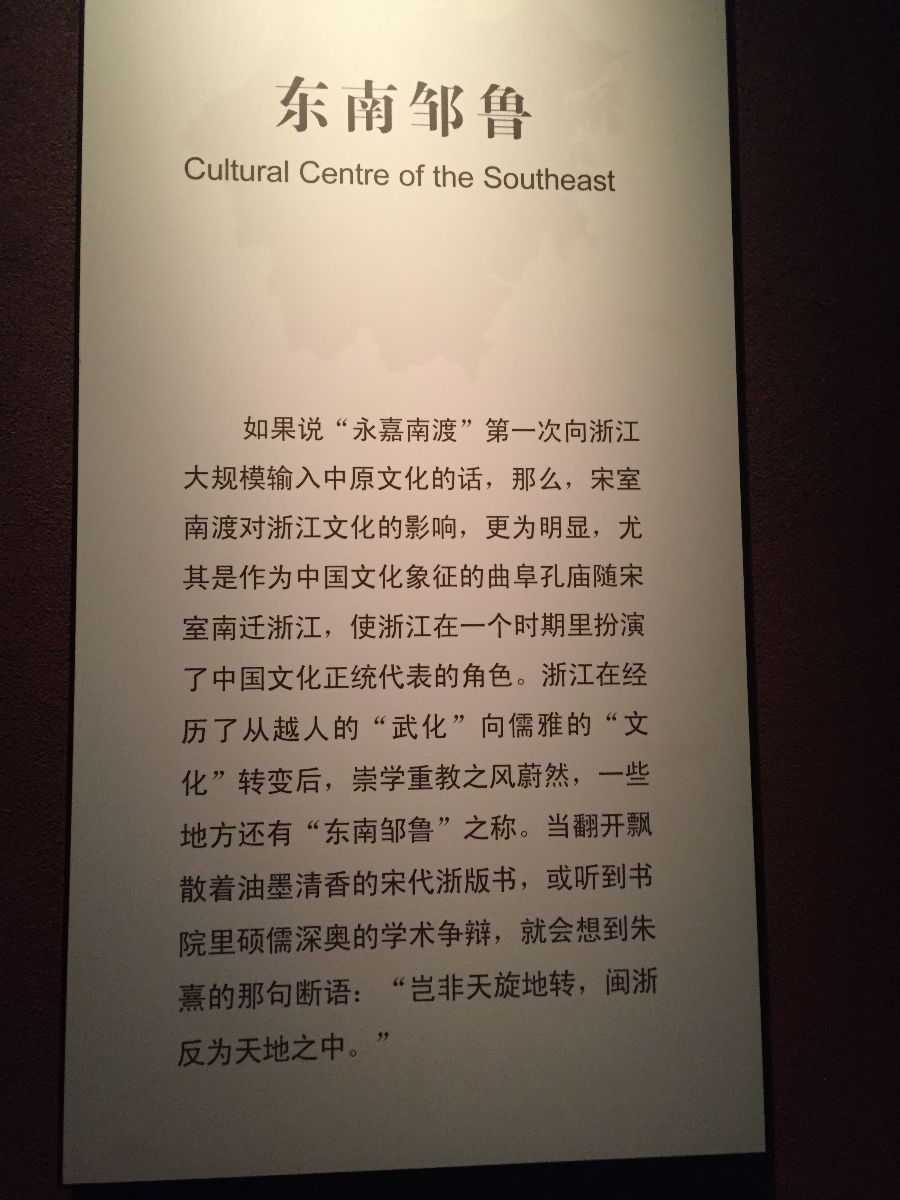 东南邹鲁
Cultural Centre of the Southeast
如果说“永嘉南渡”第一次向浙江
大规模输入中原文化的话，那么，宋室
南渡对浙江文化的影响，更为明显，尤
其是作为中国文化象征的曲阜孔庙随宋
室南迁浙江，使浙江在一个时期里扮演
了中国文化正统代表的角色。浙江在经
历了从越人的“武化”向儒雅的“文
化”转变后，崇学重教之风蔚然，一些
地方还有“东南邹鲁”之称。当翻开飘
散着油墨清香的宋代浙版书，或听到书
院里硕儒深奥的学术争辩，就会想到朱
熹的那句断语：“岂非天旋地转，闽浙
反为天地之中。”